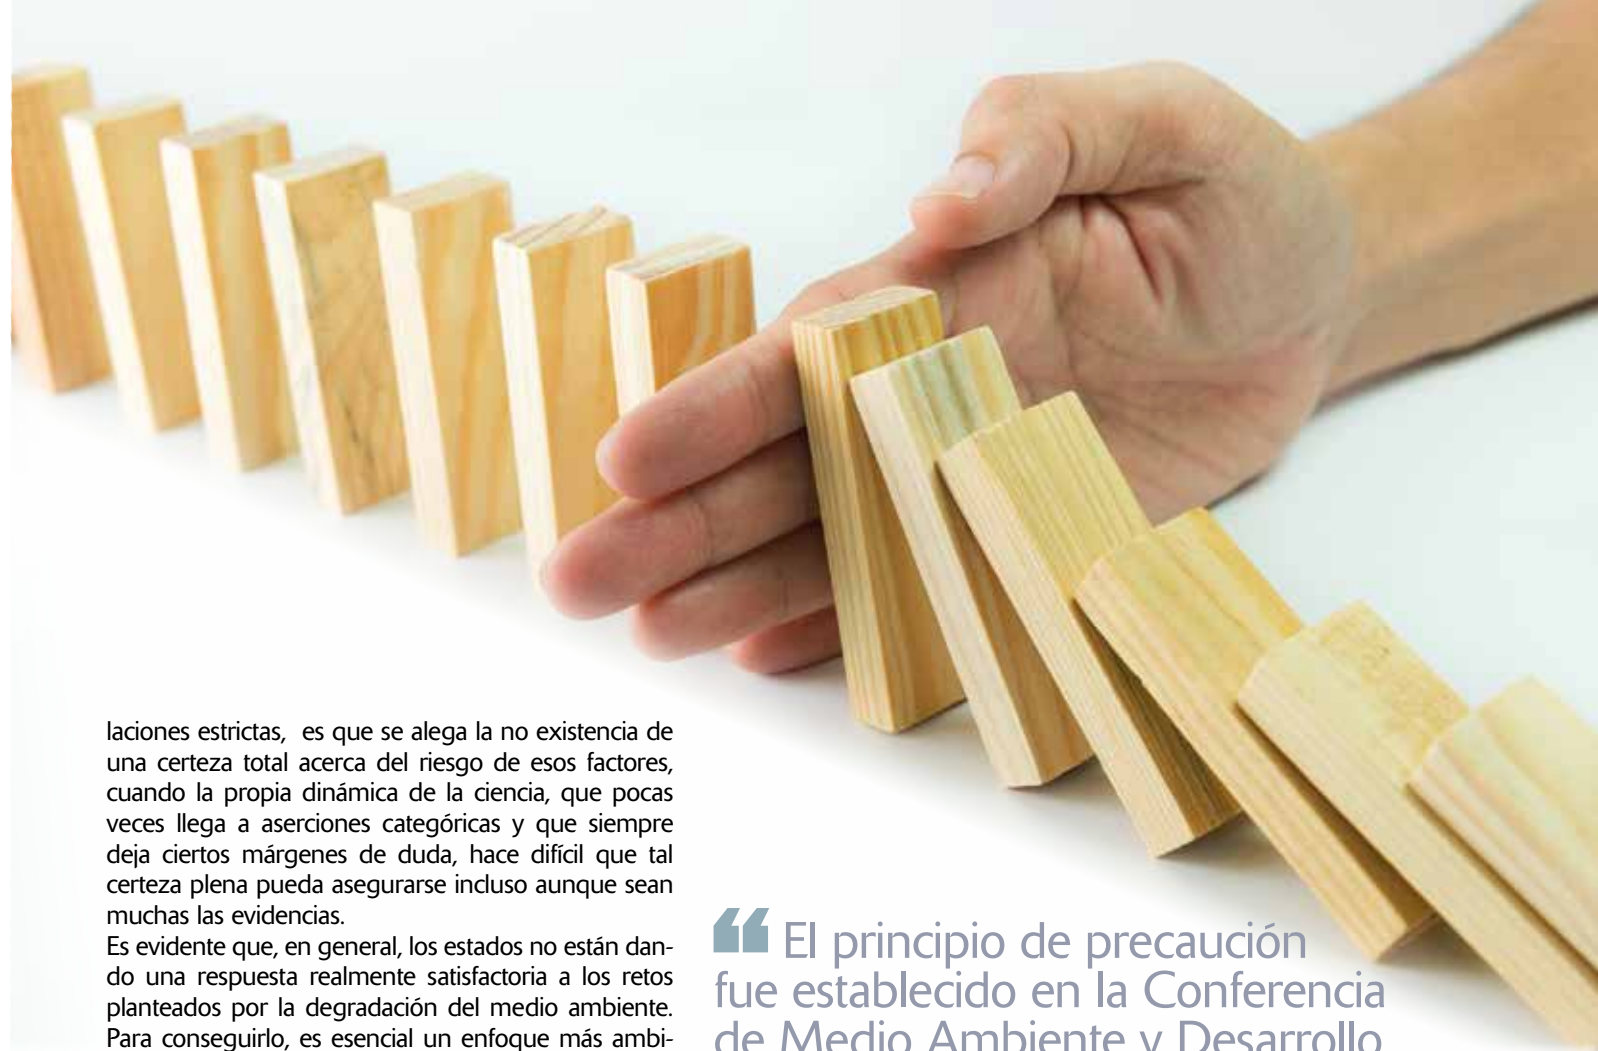 laciones estrictas, es que se alega la no existencia de
una certeza total acerca del riesgo de esos factores,
cuando la propia dinámica de la ciencia, que pocas
veces llega a aserciones categóricas y que siempre
deja ciertos márgenes de duda, hace difícil que tal
certeza plena pueda asegurarse incluso aunque sean
muchas las evidencias.
Es evidente que, en general, los estados no están dan-
do una respuesta realmente satisfactoria a los retos
planteados por la degradación del medio ambiente.
Para conseguirlo, es esencial un enfoque más ambi-
“ El principio de precaución
fue establecido en la Conferencia
de Medio Ambiente y Desarrollo